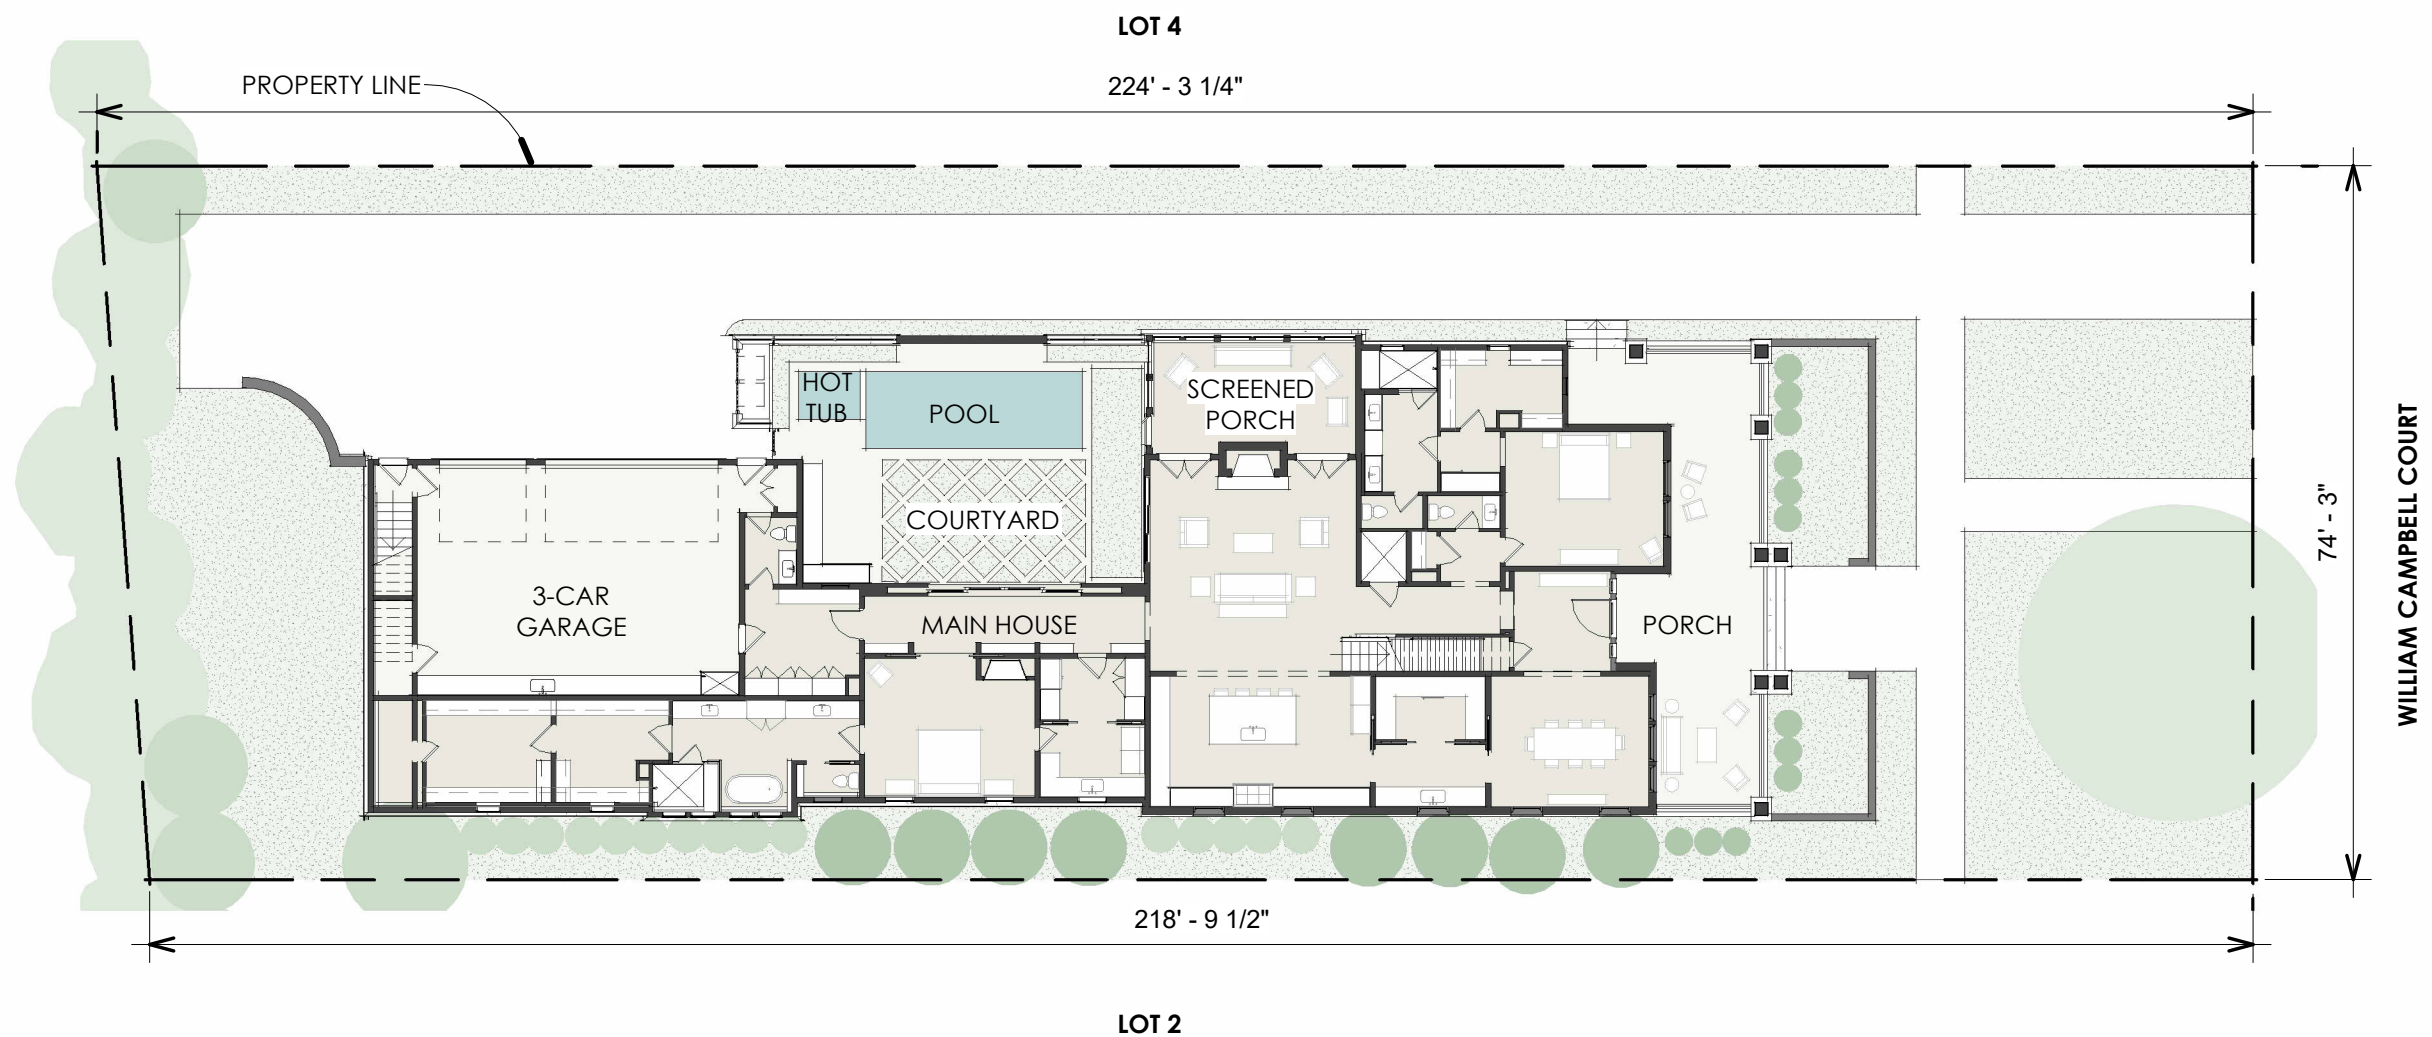 LOT 4
PROPERTY LINE
224' - 3 1/4"
HOT
TUB
POOL
SCREENED
PORCH
COURTYARD
3-CAR
GARAGE
MAIN HOUSE
PORCH
74' - 3"
WILLIAM CAMPBELL COURT
218' - 9 1/2"
LOT 2